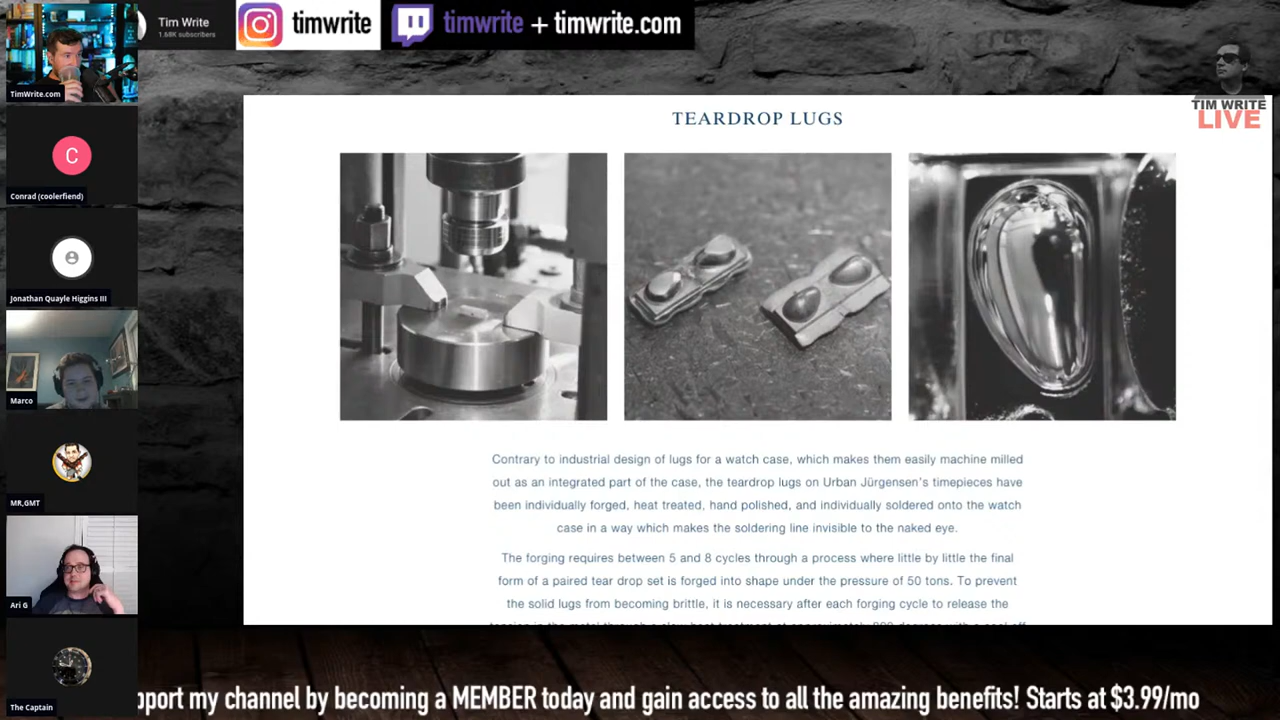 Tim Write
1.68K subscribers
timwrite
timwrite + timwrite.com
TIM WRITE
LIVE
TimWrite.com
C
Conrad (coolerfiend)
Jonathan Quayle Higgins III
Marco
MR,GMT
Ari G
The Captain
TEARDROP LUGS
Contrary to industrial design of lugs for a watch case, which makes them easily machine milled
out as an integrated part of the case, the teardrop lugs on Urban Jürgensen's timepieces have
been individually forged, heat treated, hand polished, and individually soldered onto the watch
case in a way which makes the soldering line invisible to the naked eye.
The forging requires between 5 and 8 cycles through a process where little by little the final
form of a paired tear drop set is forged into shape under the pressure of 50 tons. To prevent
the solid lugs from becoming brittle, it is necessary after each forging cycle to release the
pport my channel by becoming a MEMBER today and gain access to all the amazing benefits! Starts at $3.99/mo